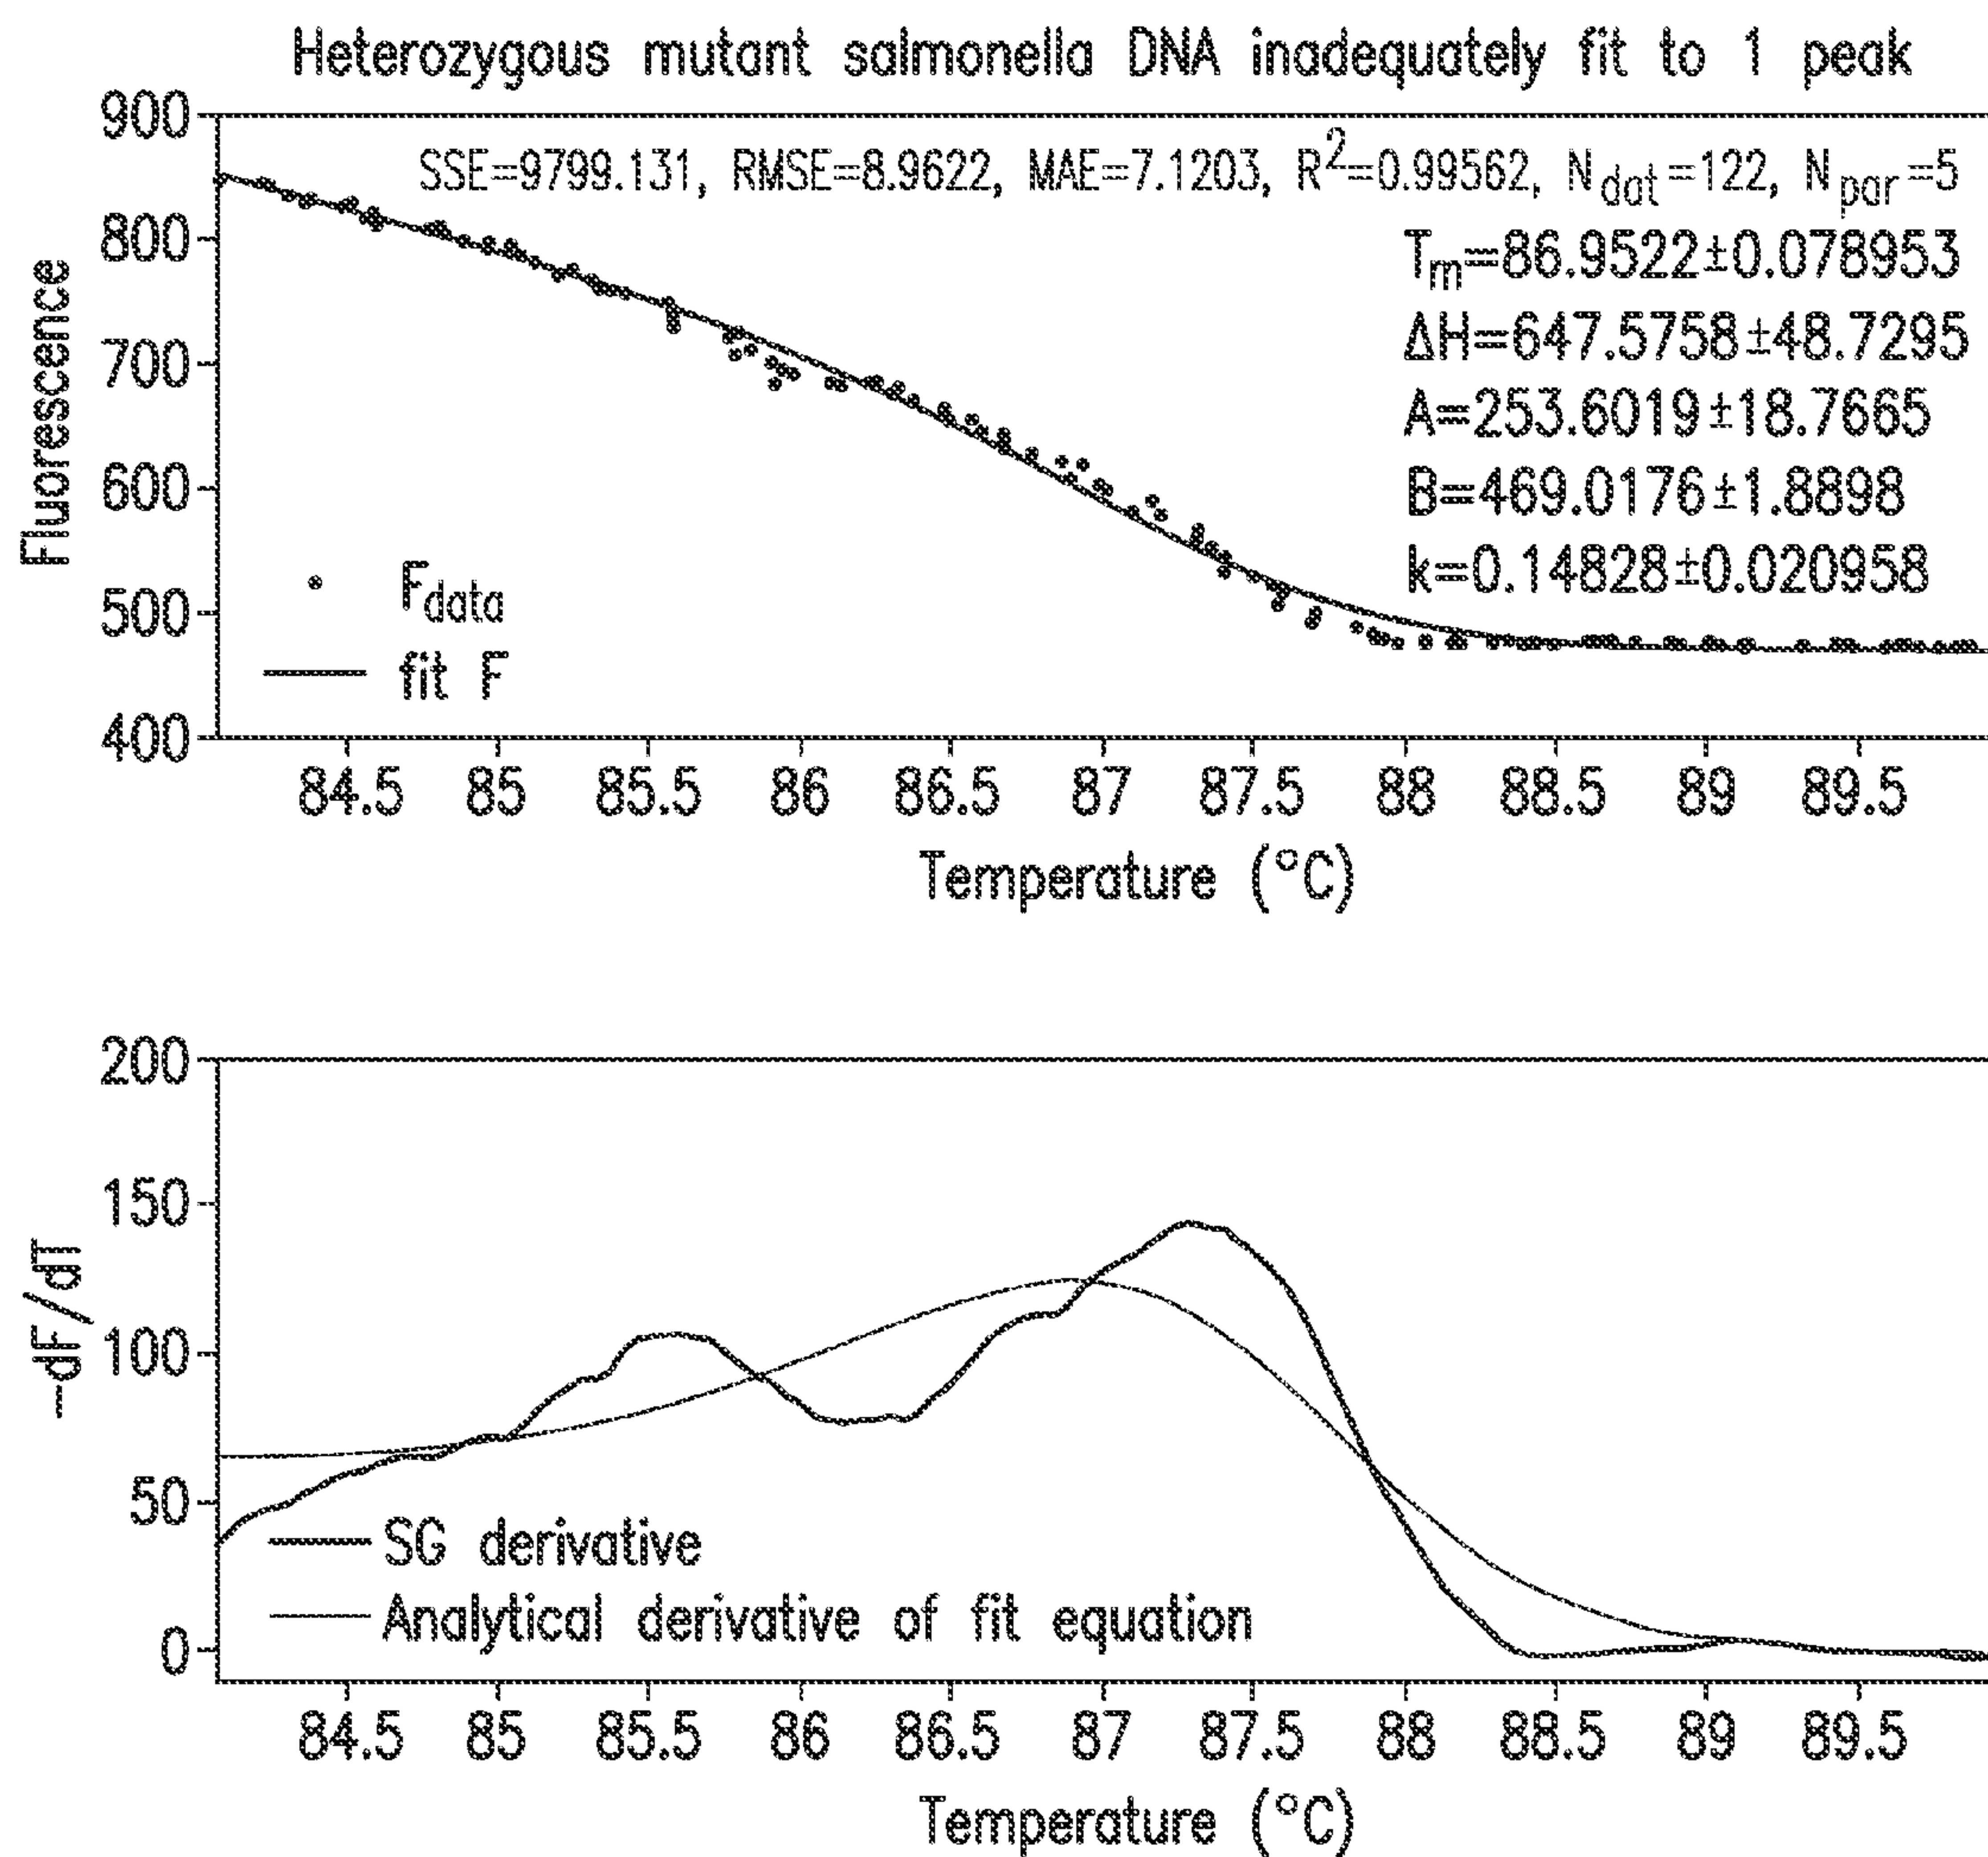 Heterozygous mutant salmonella DNA inadequately fit to 1 peak
900
SSE=9799.131, RMSE=8.9622, MAE=7.1203, R2=0.99562, Ndat=122, Npar=5
800
Tm=86.9522±0.078953
ΔH=647.5758±48.7295
700
A=253.6019±18.7665
600
B=469.0176±1.8898
k=0.14828±0.020958
Fluorescence
500
Fdata
fit F
400
84.5 85 85.5 86 86.5 87 87.5 88 88.5 89 89.5
Temperature (°C)
200
150
-dF/dT
100
50
SG derivative
Analytical derivative of fit equation
0
84.5 85 85.5 86 86.5 87 87.5 88 88.5 89 89.5
Temperature (°C)